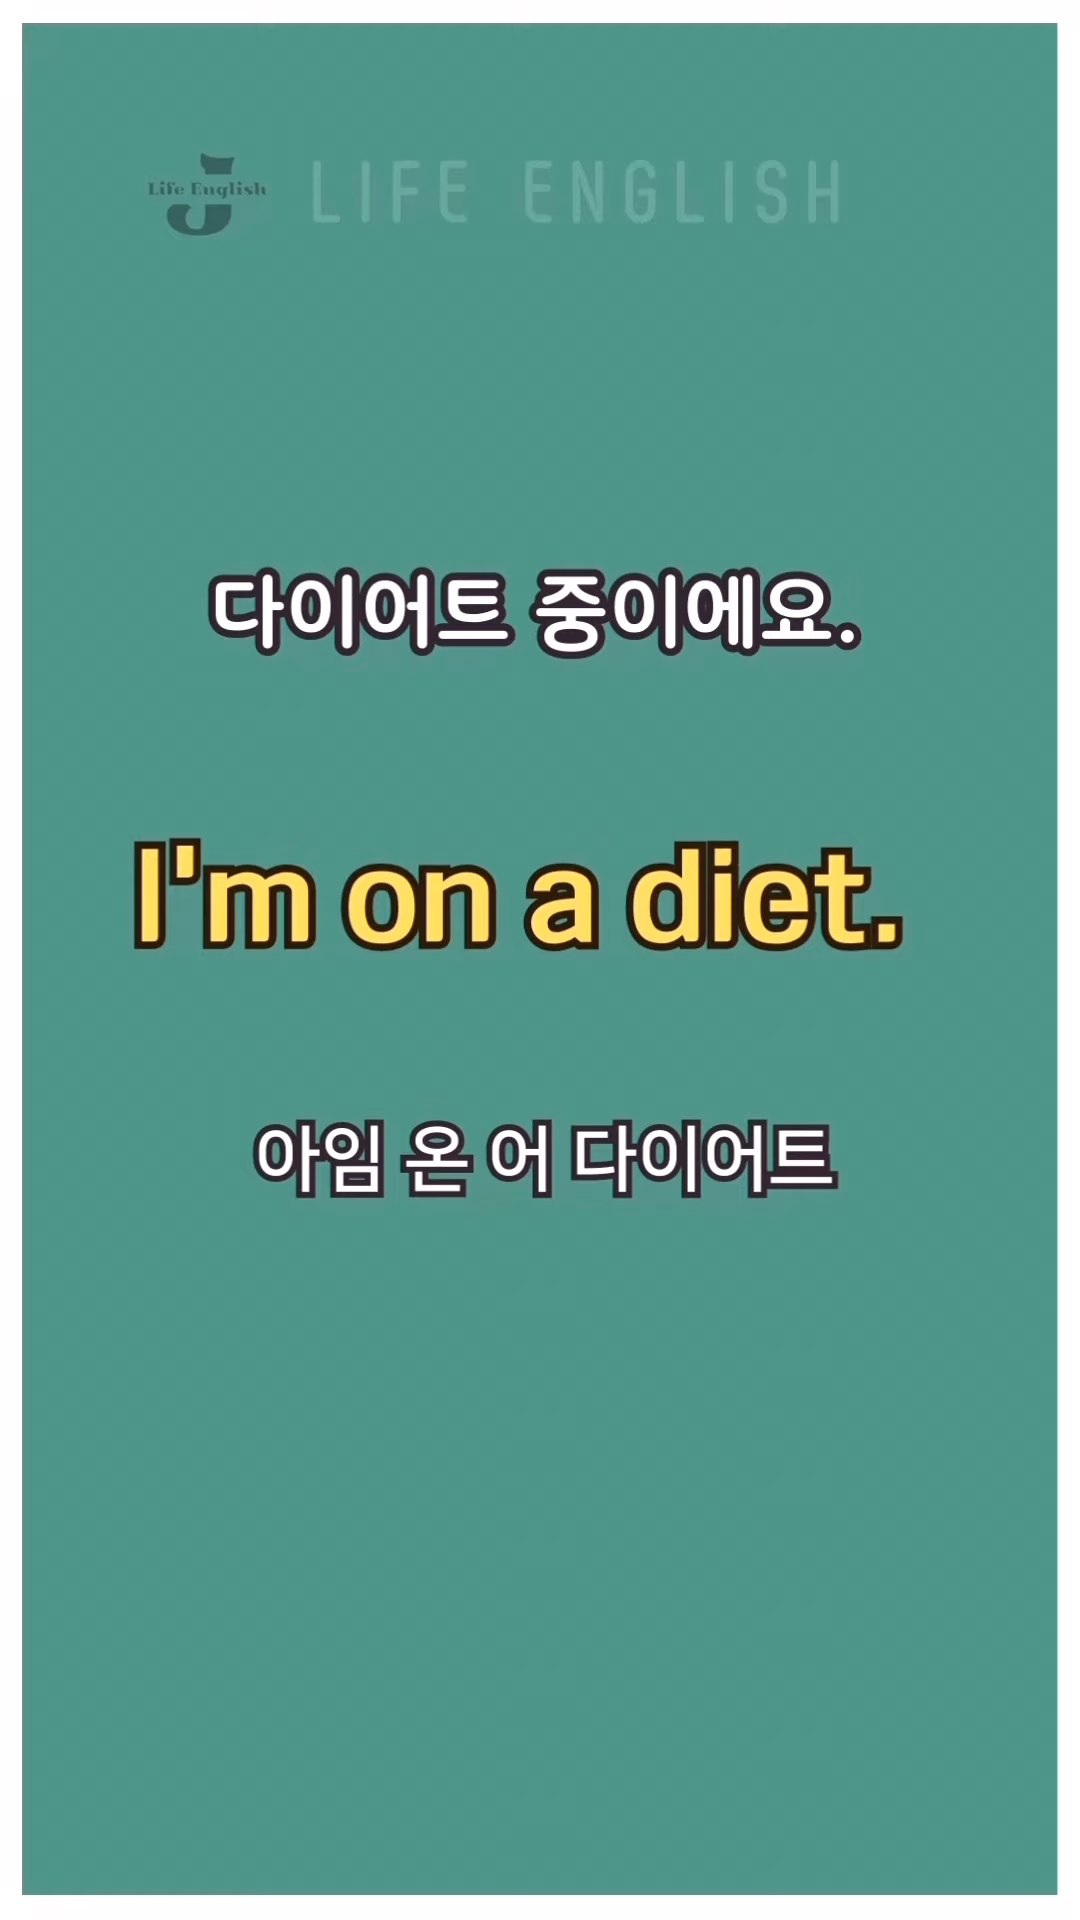 J
Life English
LIFE ENGLISH
다이어트 중이에요.
I'm on a diet.
아임 온 어 다이어트